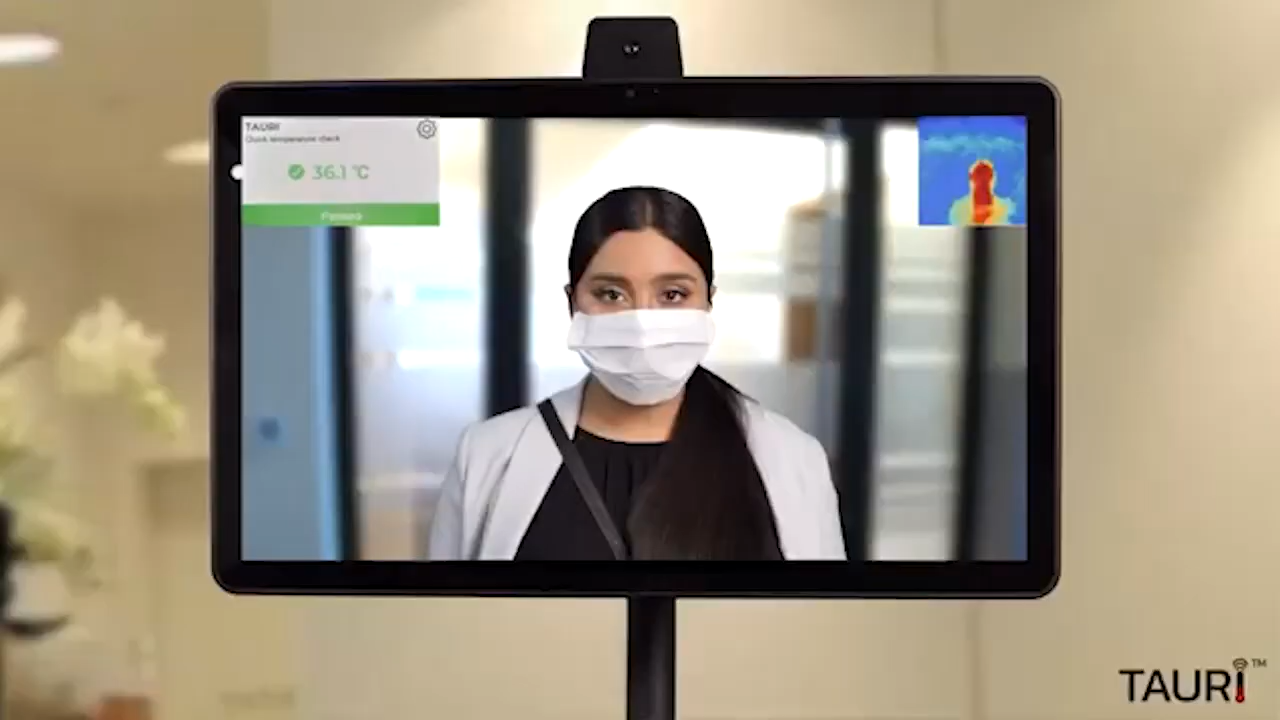 TAURI
Quick temperature check
36.1 °C
Passed
TAURI™